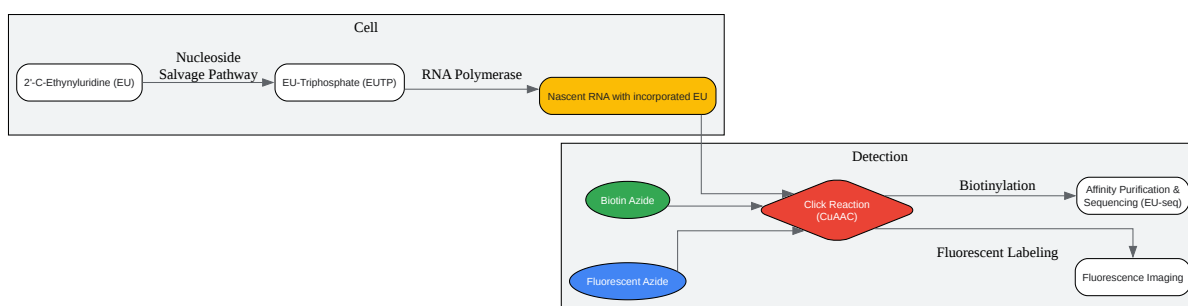 Cell
Nucleoside
Salvage Pathway
2'-C-Ethynyluridine (EU)
EU-Triphosphate (EUTP)
RNA Polymerase
Nascent RNA with incorporated EU
Detection
Biotin Azide
Click Reaction
(CuAAC)
Biotinylation
Affinity Purification &
Sequencing (EU-seq)
Fluorescent Labeling
Fluorescent Azide
Fluorescence Imaging